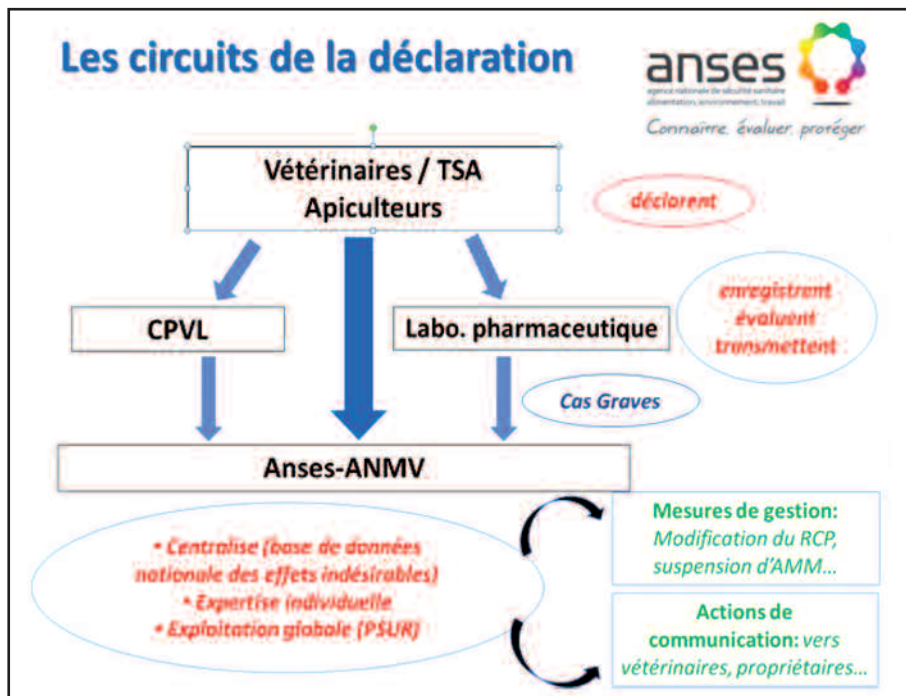 Les circuits de la déclaration
anses
agence nationale de sécurité sanitaire
alimentation, environnement, travail
Connaître, évaluer, protéger
Vétérinaires / TSA
Apiculteurs
déclarent
CPVL
Labo. pharmaceutique
enregistrent
évaluent
transmettent
Cas Graves
Anses-ANMV
• Centralise (base de données
nationale des effets indésirables)
• Expertise individuelle
• Exploitation globale (PSUR)
Mesures de gestion:
Modification du RCP,
suspension d'AMM...
Actions de
communication: vers
vétérinaires, propriétaires...